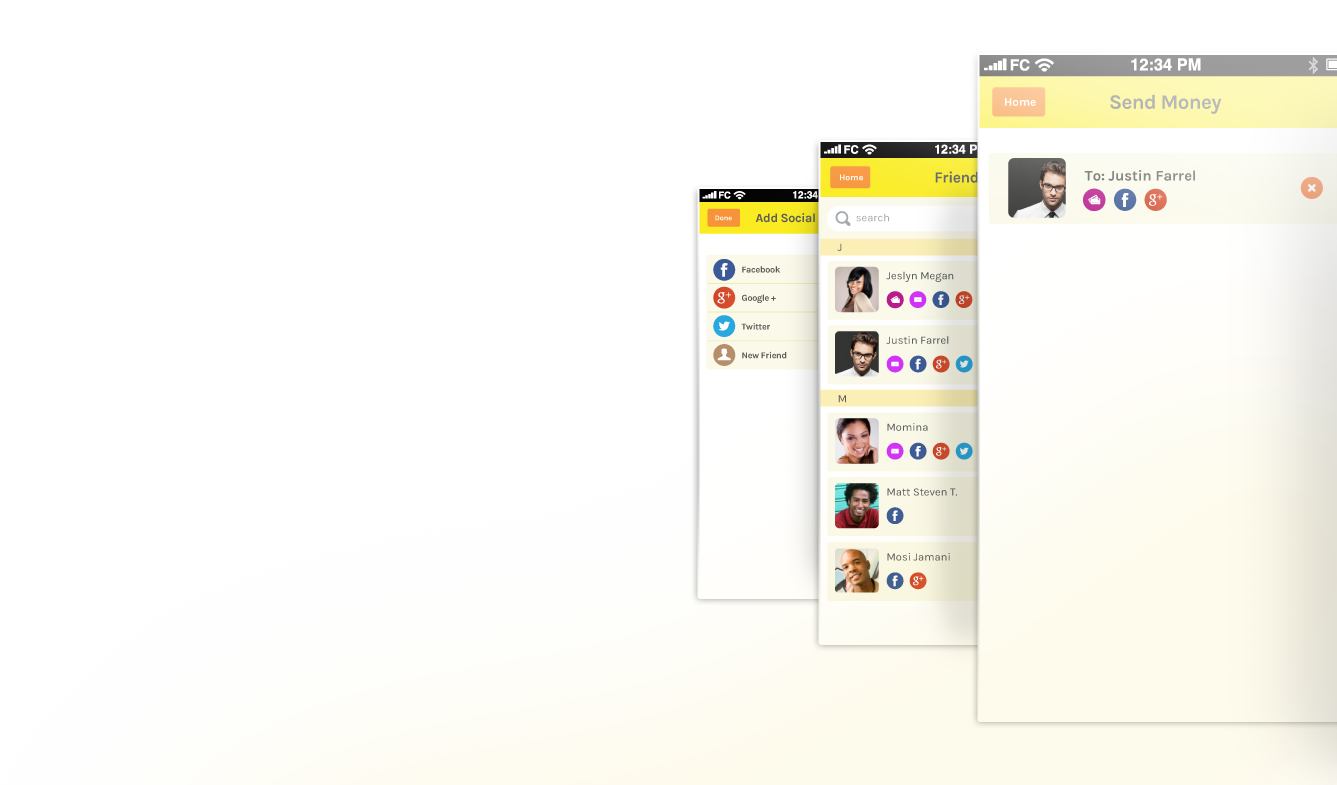 FC 12:34
Done Add Social
Facebook
Google +
Twitter
New Friend
FC 12:34 P
Home Friend
search
J
Jeslyn Megan
Justin Farrel
M
Momina
Matt Steven T.
Mosi Jamani
FC 12:34 PM
Home Send Money
To: Justin Farrel